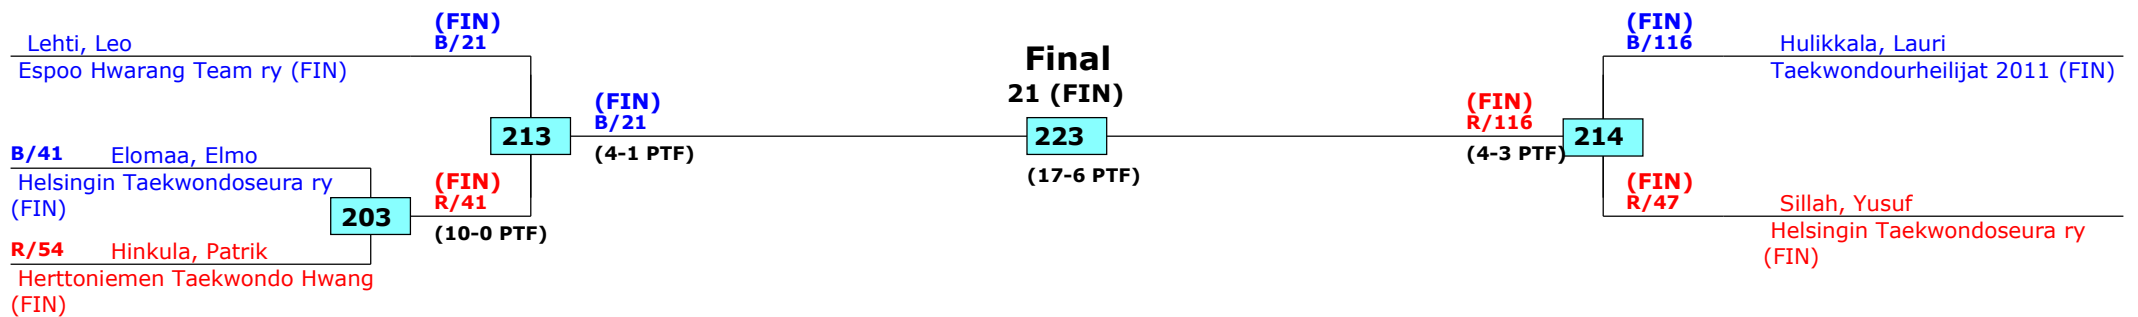 (FIN)
B/21
Lehti, Leo
Espoo Hwarang Team ry (FIN)
B/41 Elomaa, Elmo
Helsingin Taekwondoseura ry
(FIN)
203
R/54 Hinkula, Patrik
Herttoniemen Taekwondo Hwang
(FIN)
(FIN)
R/41
(10-0 PTF)
213
(FIN)
B/21
(4-1 PTF)
Final
21 (FIN)
223
(17-6 PTF)
(FIN)
R/116
(4-3 PTF)
214
(FIN)
B/116
Hulikkala, Lauri
Taekwondourheilijat 2011 (FIN)
(FIN)
R/47
Sillah, Yusuf
Helsingin Taekwondoseura ry
(FIN)